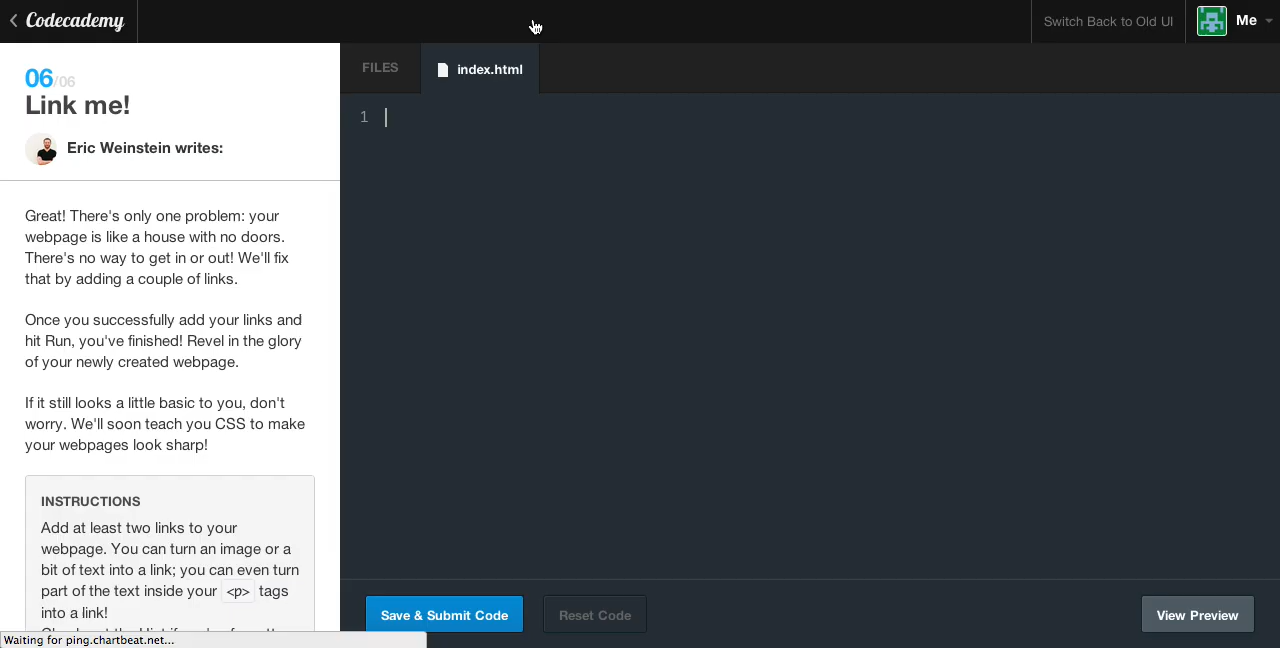 Codecademy
Switch Back to Old UI
Me
06/06
Link me!
Eric Weinstein writes:
Great! There's only one problem: your
webpage is like a house with no doors.
There's no way to get in or out! We'll fix
that by adding a couple of links.
Once you successfully add your links and
hit Run, you've finished! Revel in the glory
of your newly created webpage.
If it still looks a little basic to you, don't
worry. We'll soon teach you CSS to make
your webpages look sharp!
INSTRUCTIONS
Add at least two links to your
webpage. You can turn an image or a
bit of text into a link; you can even turn
part of the text inside your <p> tags
into a link!
Waiting for ping.chartbeat.net...
FILES
index.html
1
Save & Submit Code
Reset Code
View Preview